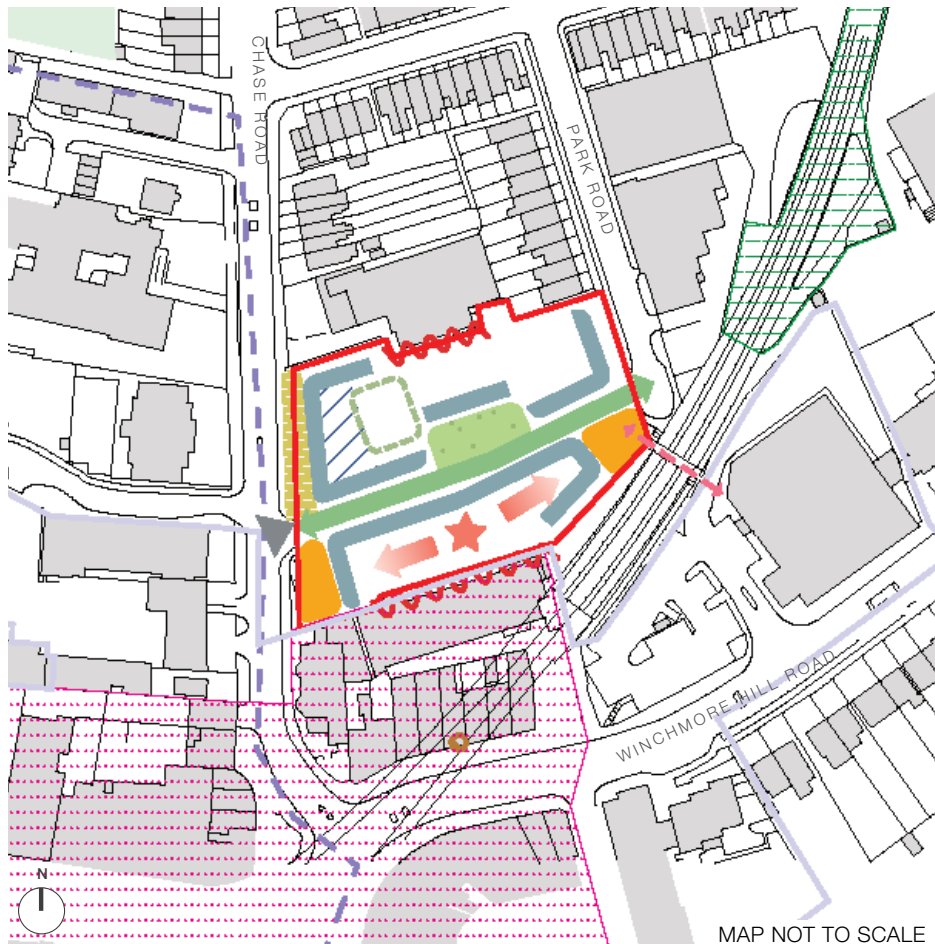 CHASE ROAD
PARK ROAD
WINCHMORE HILL ROAD
N
MAP NOT TO SCALE